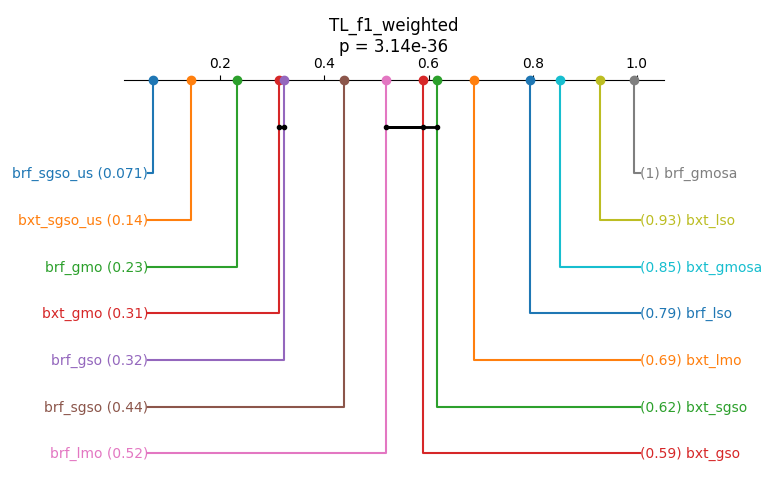 TL_f1_weighted
p = 3.14e-36
0.2 0.4 0.6 0.8 1.0
brf_sgso_us (0.071) (1) brf_gmosa
bxt_sgso_us (0.14) (0.93) bxt_lso
brf_gmo (0.23) (0.85) bxt_gmosa
bxt_gmo (0.31) (0.79) brf_lso
brf_gso (0.32) (0.69) bxt_lmo
brf_sgso (0.44) (0.62) bxt_sgso
brf_lmo (0.52) (0.59) bxt_gso